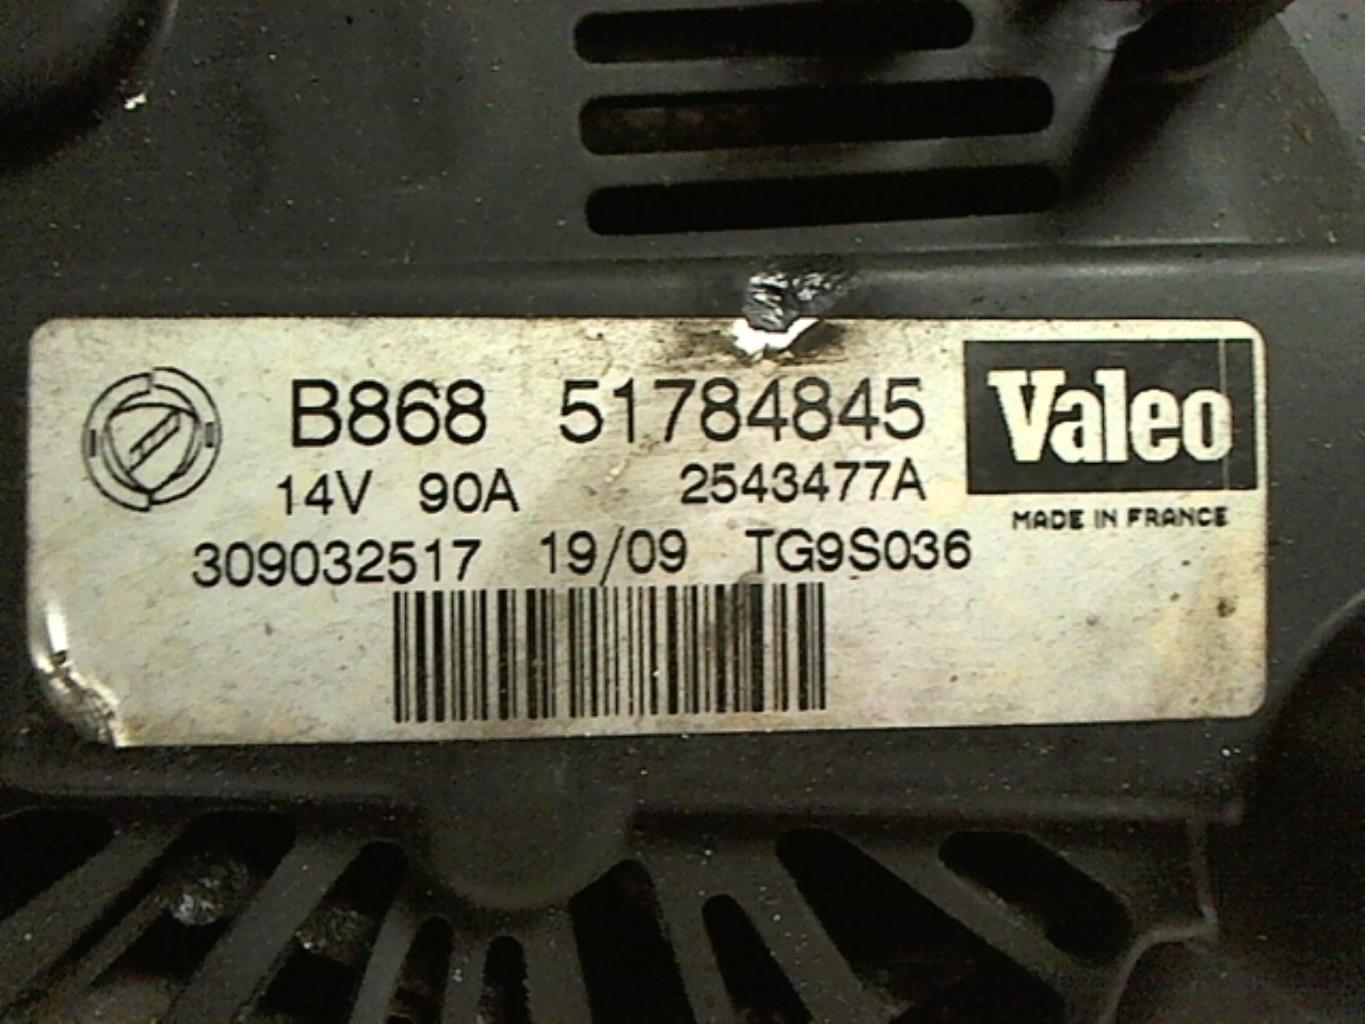 B868 51784845 Valeo
14V 90A 2543477A
MADE IN FRANCE
309032517 19/09 TG9S036